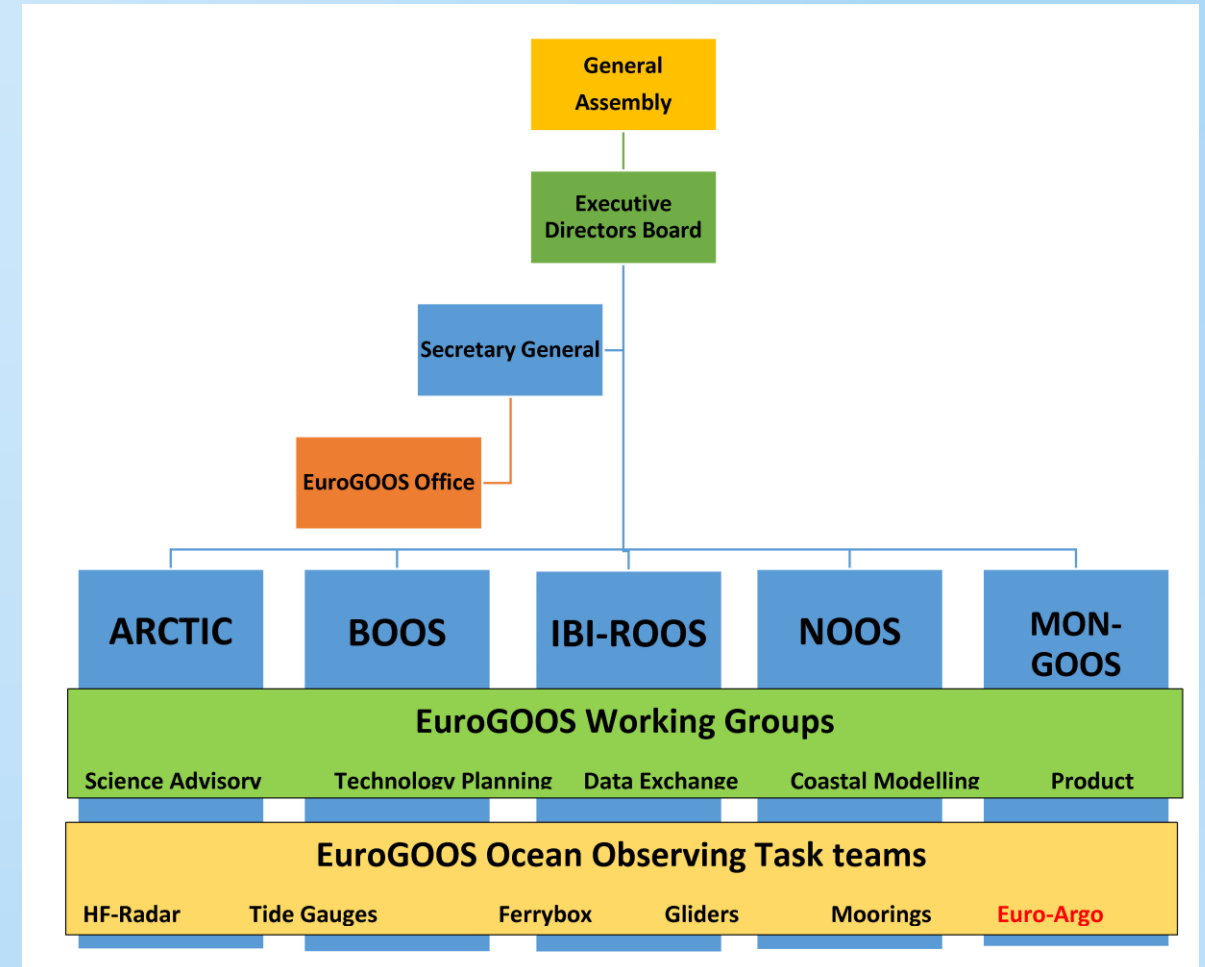 General
Assembly
Executive
Directors Board
Secretary General
EuroGOOS Office
ARCTIC
BOOS
IBI-ROOS
NOOS
MON-
GOOS
EuroGOOS Working Groups
Science Advisory Technology Planning Data Exchange Coastal Modelling Product
EuroGOOS Ocean Observing Task teams
HF-Radar Tide Gauges Ferrybox Gliders Moorings Euro-Argo